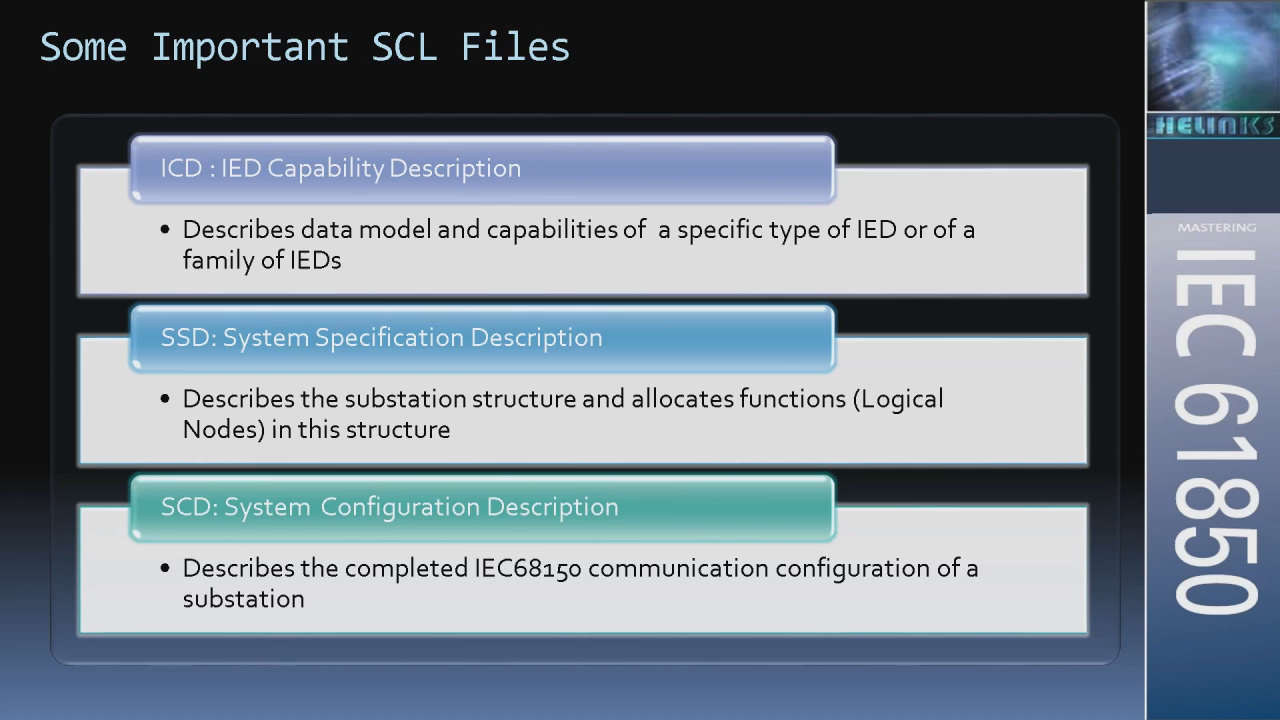 Some Important SCL Files
ICD : IED Capability Description
• Describes data model and capabilities of  a specific type of IED or of a
family of IEDs
SSD: System Specification Description
• Describes the substation structure and allocates functions (Logical
Nodes) in this structure
SCD: System  Configuration Description
• Describes the completed IEC68150 communication configuration of a
substation
HELINKS
MASTERING
IEC 61850